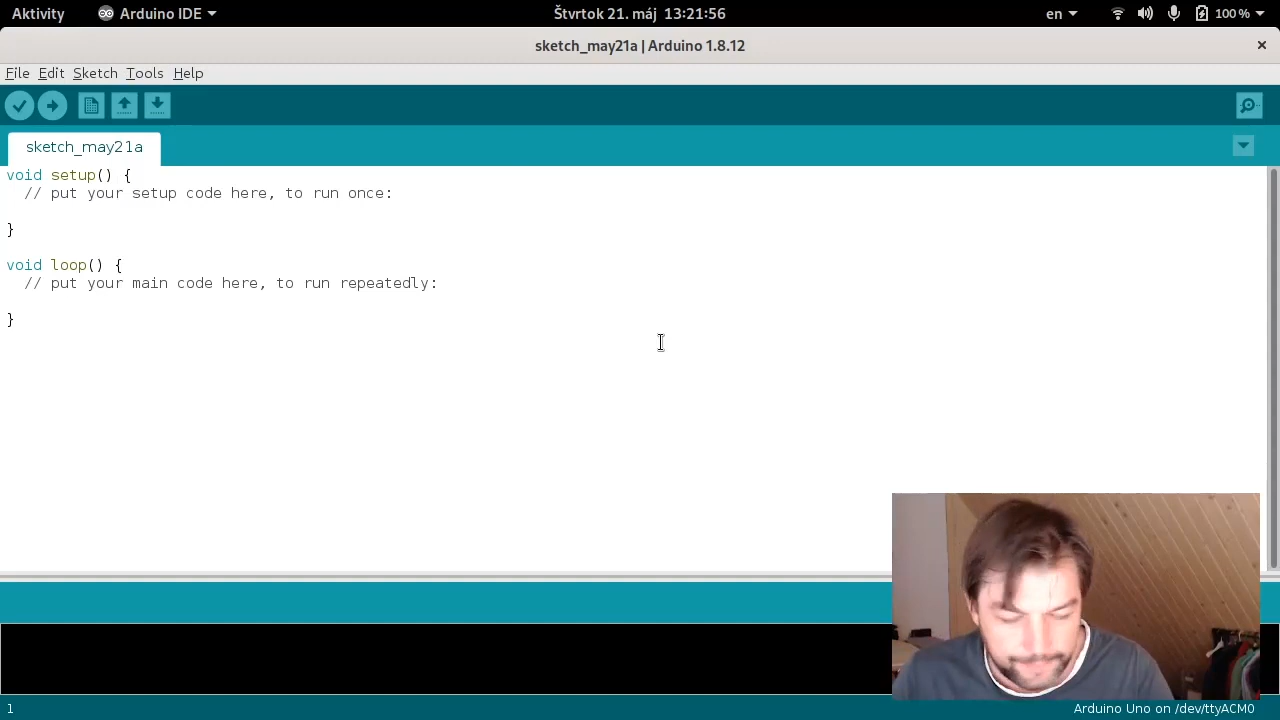 Aktivity Arduino IDE Štvrtok 21. máj 13:21:56 en 100 %
sketch_may21a | Arduino 1.8.12 ×
File Edit Sketch Tools Help
sketch_may21a
void setup() {
// put your setup code here, to run once:
}
void loop() {
// put your main code here, to run repeatedly:
}
1 Arduino Uno on /dev/ttyACM0